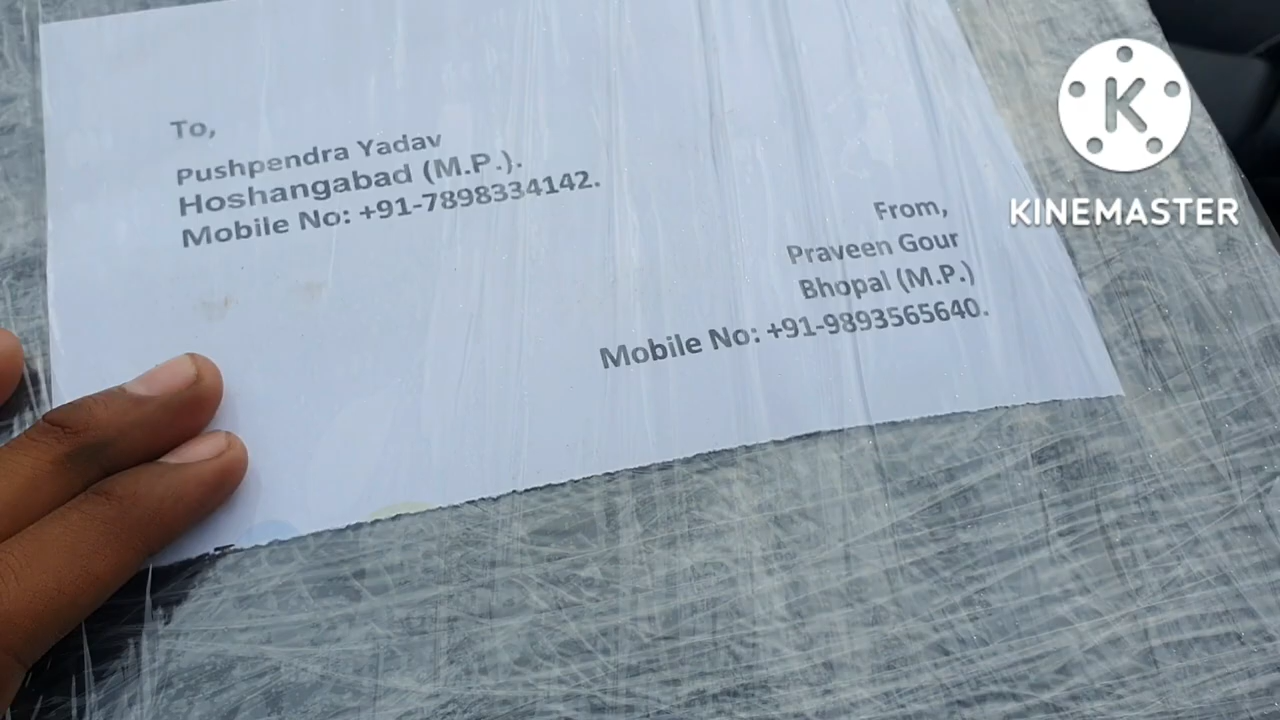 To,
Pushpendra Yadav
Hoshangabad (M.P.).
Mobile No: +91-7898334142.
From,
Praveen Gour
Bhopal (M.P.)
Mobile No: +91-9893565640.
K
KINEMASTER